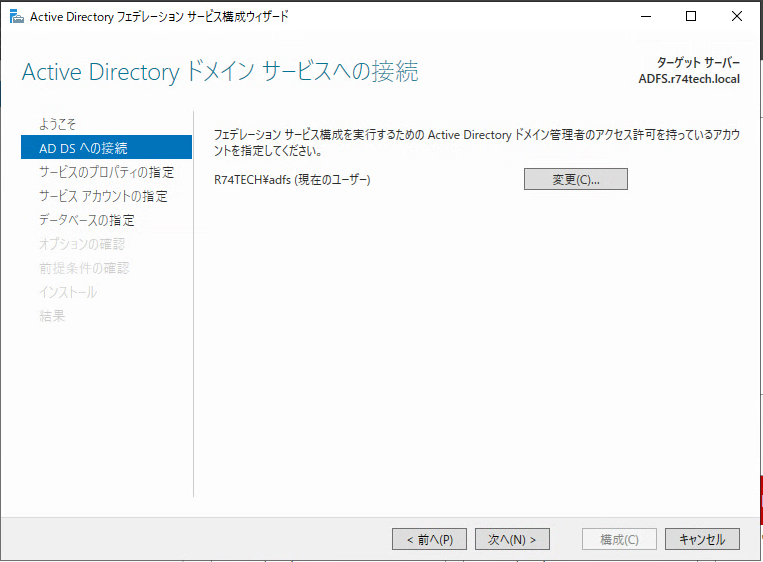 Active Directory フェデレーション サービス構成ウィザード
Active Directory ドメイン サービスへの接続
ターゲット サーバー
ADFS.r74tech.local
ようこそ
AD DS への接続
サービスのプロパティの指定
サービス アカウントの指定
データベースの指定
オプションの確認
前提条件の確認
インストール
結果
フェデレーション サービス構成を実行するための Active Directory ドメイン管理者のアクセス許可を持っているアカウ
ントを指定してください。
R74TECH¥adfs (現在のユーザー)
変更(C)...
< 前へ(P)
次へ(N) >
構成(C)
キャンセル